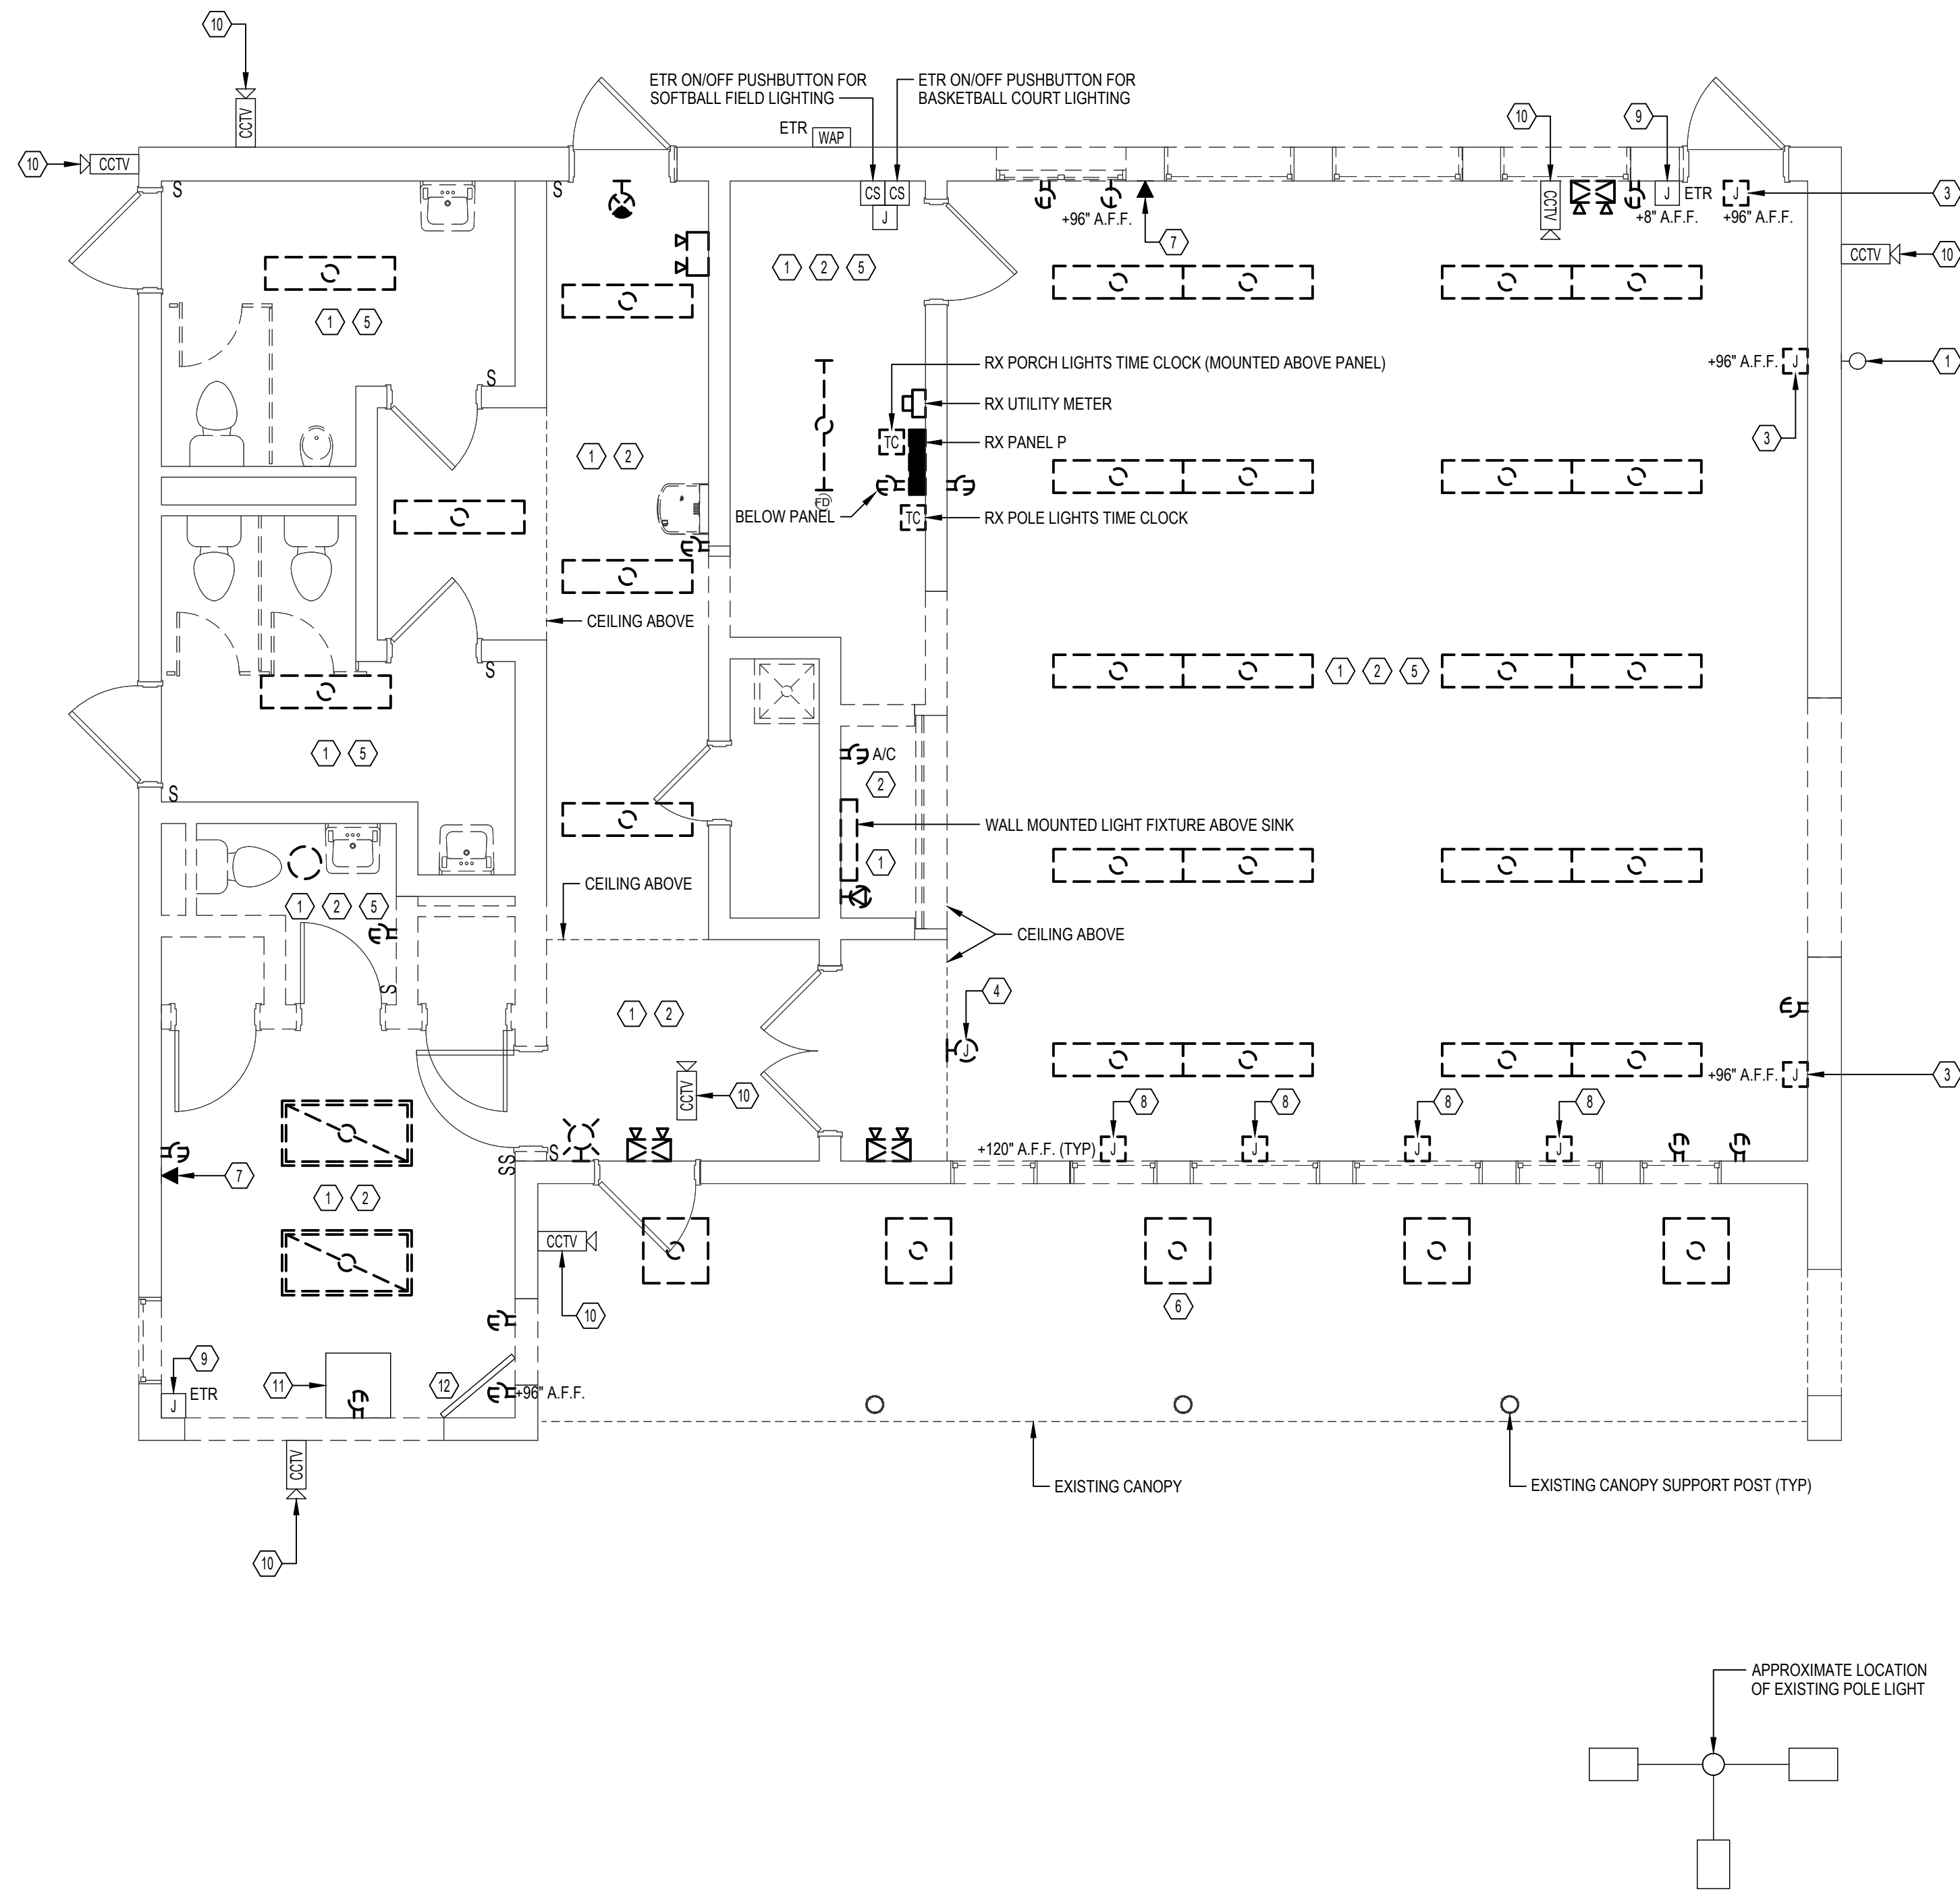 10
ETR ON/OFF PUSHBUTTON FOR
SOFTBALL FIELD LIGHTING
ETR ON/OFF PUSHBUTTON FOR
BASKETBALL COURT LIGHTING
CCTV
10
9
ETR
WAP
10
CCTV
S
S
CS
CS
J
CCTV
J
ETR
J
3
+96" A.F.F.
+8" A.F.F.
+96" A.F.F.
7
CCTV
10
1
2
5
1
5
RX PORCH LIGHTS TIME CLOCK (MOUNTED ABOVE PANEL)
+96" A.F.F.
J
1
S
RX UTILITY METER
TC
RX PANEL P
3
1
2
FD
BELOW PANEL
TC
RX POLE LIGHTS TIME CLOCK
CEILING ABOVE
S
1
2
5
1
5
A/C
2
S
WALL MOUNTED LIGHT FIXTURE ABOVE SINK
1
CEILING ABOVE
1
2
5
CEILING ABOVE
S
4
1
2
J
+96" A.F.F.
J
3
CCTV
10
8
8
8
8
S
+120" A.F.F. (TYP)
J
J
J
J
SS
7
1
2
CCTV
6
10
9
11
12
ETR
+96" A.F.F.
J
CCTV
EXISTING CANOPY
EXISTING CANOPY SUPPORT POST (TYP)
10
APPROXIMATE LOCATION
OF EXISTING POLE LIGHT